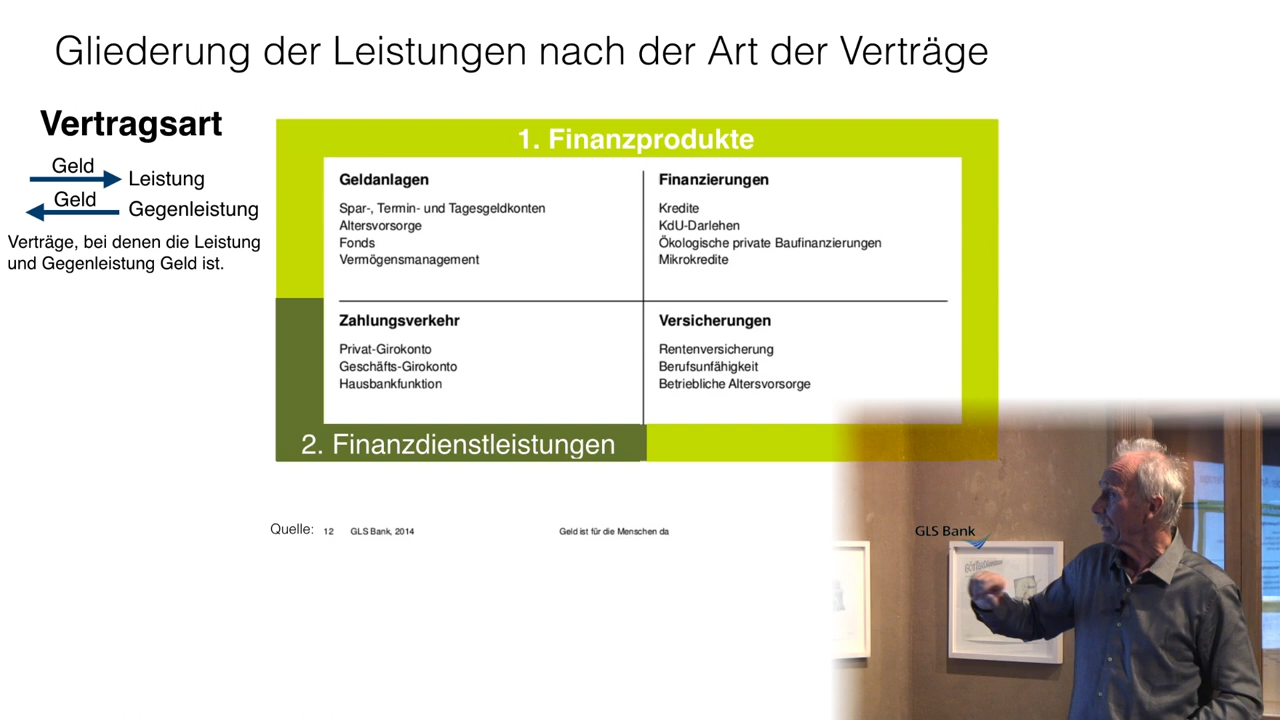 Gliederung der Leistungen nach der Art der Verträge
Vertragsart
Geld
Leistung
Geld
Gegenleistung
Verträge, bei denen die Leistung
und Gegenleistung Geld ist.
1. Finanzprodukte
Geldanlagen
Spar-, Termin- und Tagesgeldkonten
Altersvorsorge
Fonds
Vermögensmanagement
Finanzierungen
Kredite
KdU-Darlehen
Ökologische private Baufinanzierungen
Mikrokredite
Zahlungsverkehr
Privat-Girokonto
Geschäfts-Girokonto
Hausbankfunktion
Versicherungen
Rentenversicherung
Berufsunfähigkeit
Betriebliche Altersvorsorge
2. Finanzdienstleistungen
Quelle: 12 GLS Bank, 2014 Geld ist für die Menschen da
GLS Bank